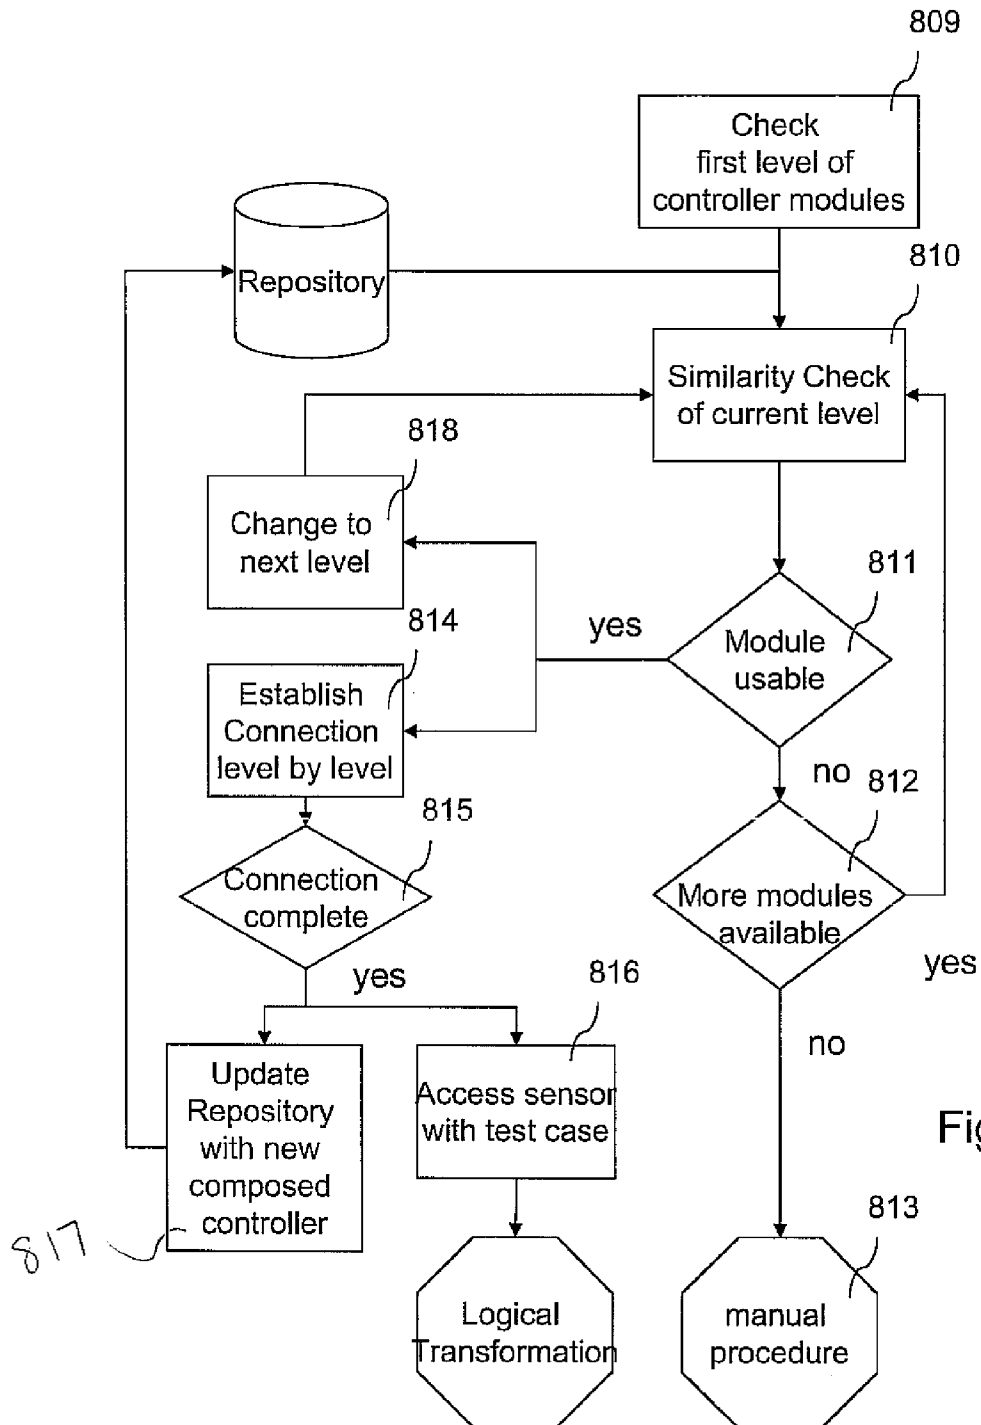 809
Check
first level of
controller modules
Repository
810
Similarity Check
of current level
818
Change to
next level
811
Module
usable
yes
814
Establish
Connection
level by level
no
812
More modules
available
yes
815
Connection
complete
yes
816
no
Update
Repository
with new
composed
controller
817
Access sensor
with test case
Fig
813
Logical
Transformation
manual
procedure